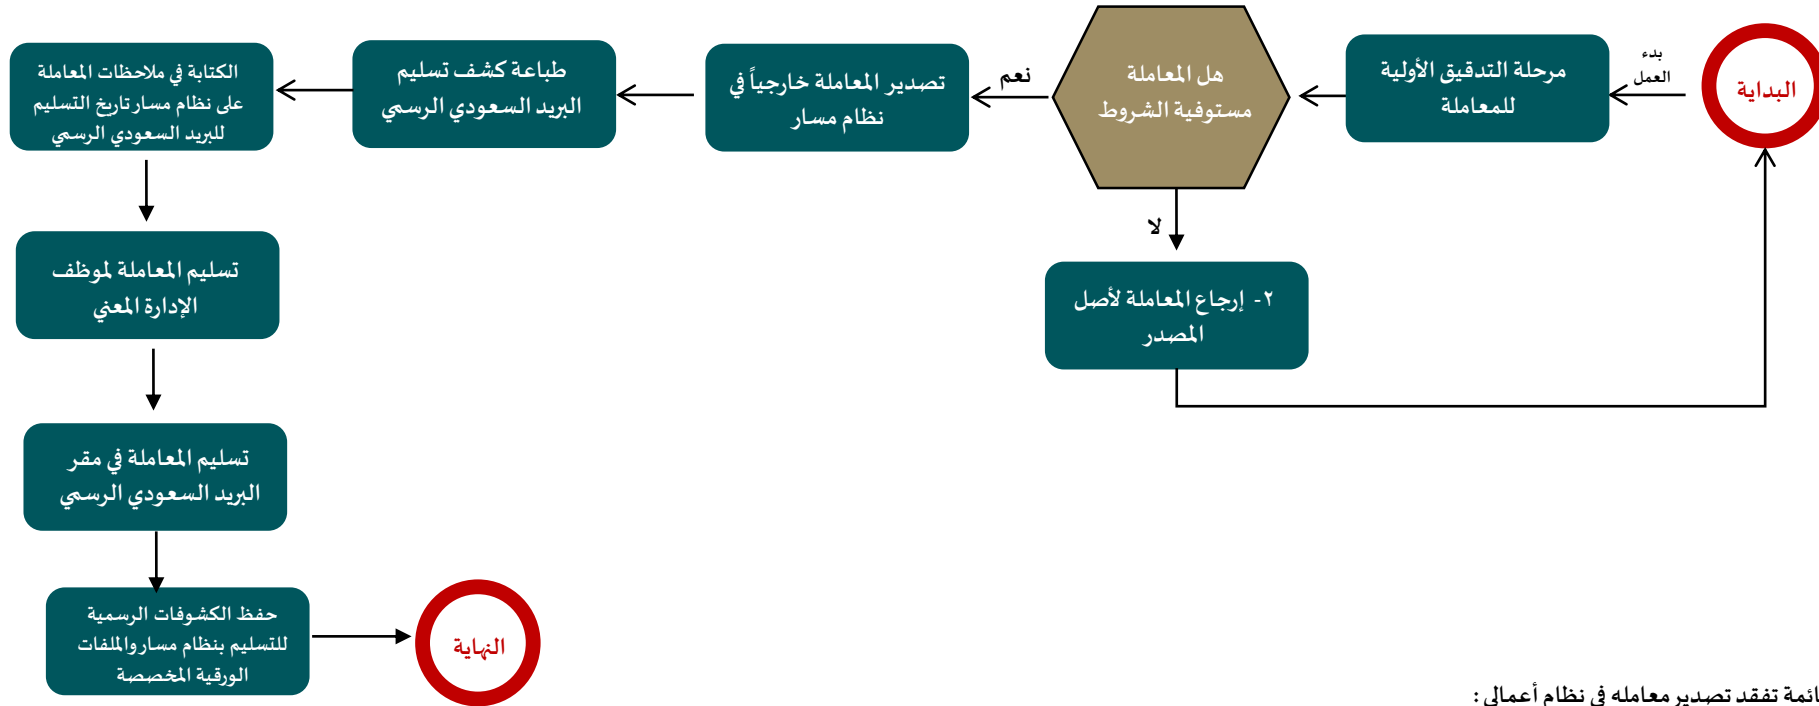 البداية
بدء
العمل
مرحلة التدقيق الأولية
للمعاملة
هل المعاملة
مستوفية الشروط
نعم
تصدير المعاملة خارجياً في
نظام مسار
طباعة كشف تسليم
البريد السعودي الرسمي
الكتابة في ملاحظات المعاملة
على نظام مسار تاريخ التسليم
للبريد السعودي الرسمي
لا
٢- إرجاع المعاملة لأصل
المصدر
تسليم المعاملة لموظف
الإدارة المعني
تسليم المعاملة في مقر
البريد السعودي الرسمي
حفظ الكشوفات الرسمية
للتسليم بنظام مسار والملفات
الورقية المخصصة
النهاية
تفقد تصدير معامله في نظام أعمالي :